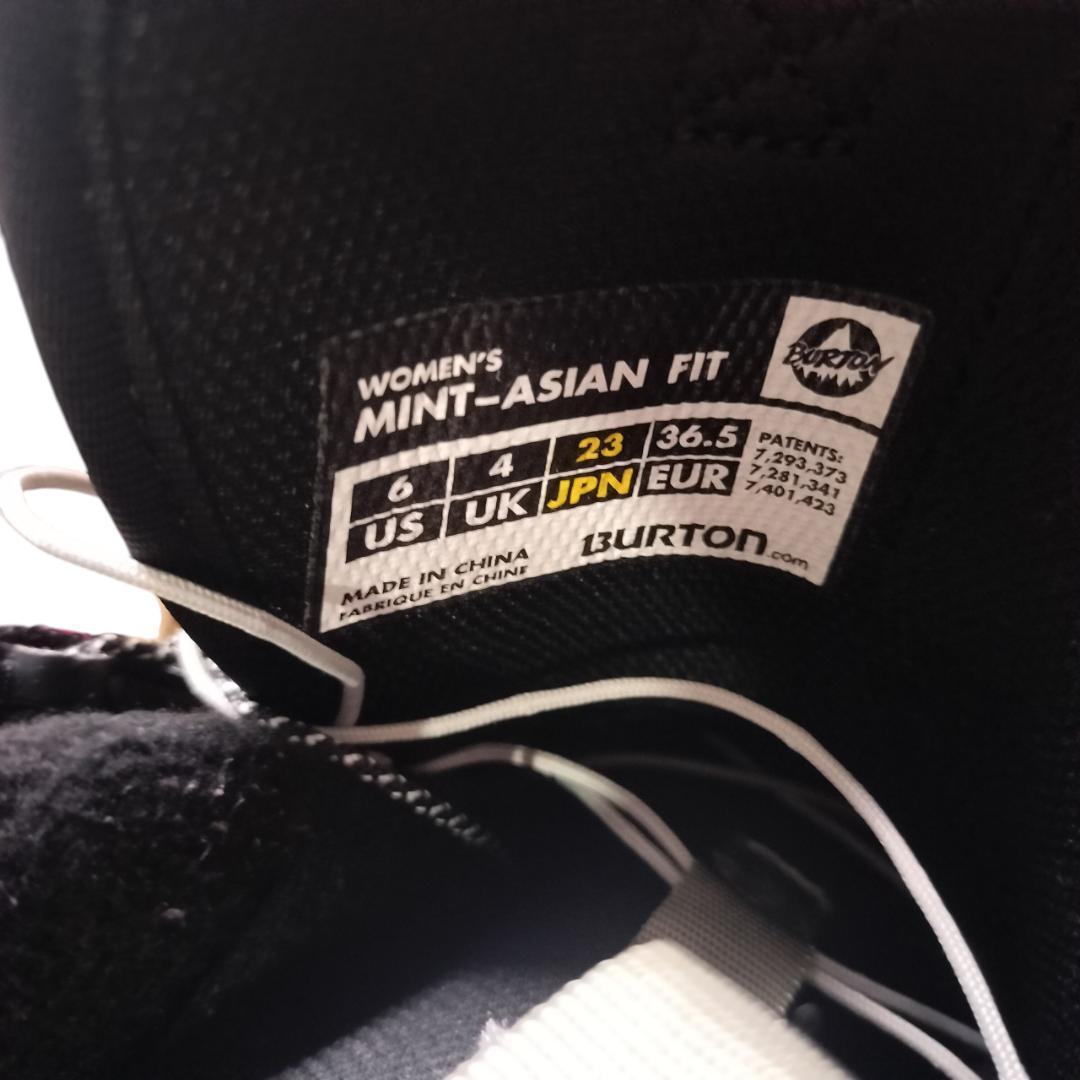 WOMEN'S
MINT-ASIAN FIT
BURTON
6 4 23 36.5
US UK JPN EUR
PATENTS:
7,293,373
7,281,341
7,401,423
MADE IN CHINA
FABRIQUE EN CHINE
BURTON.com